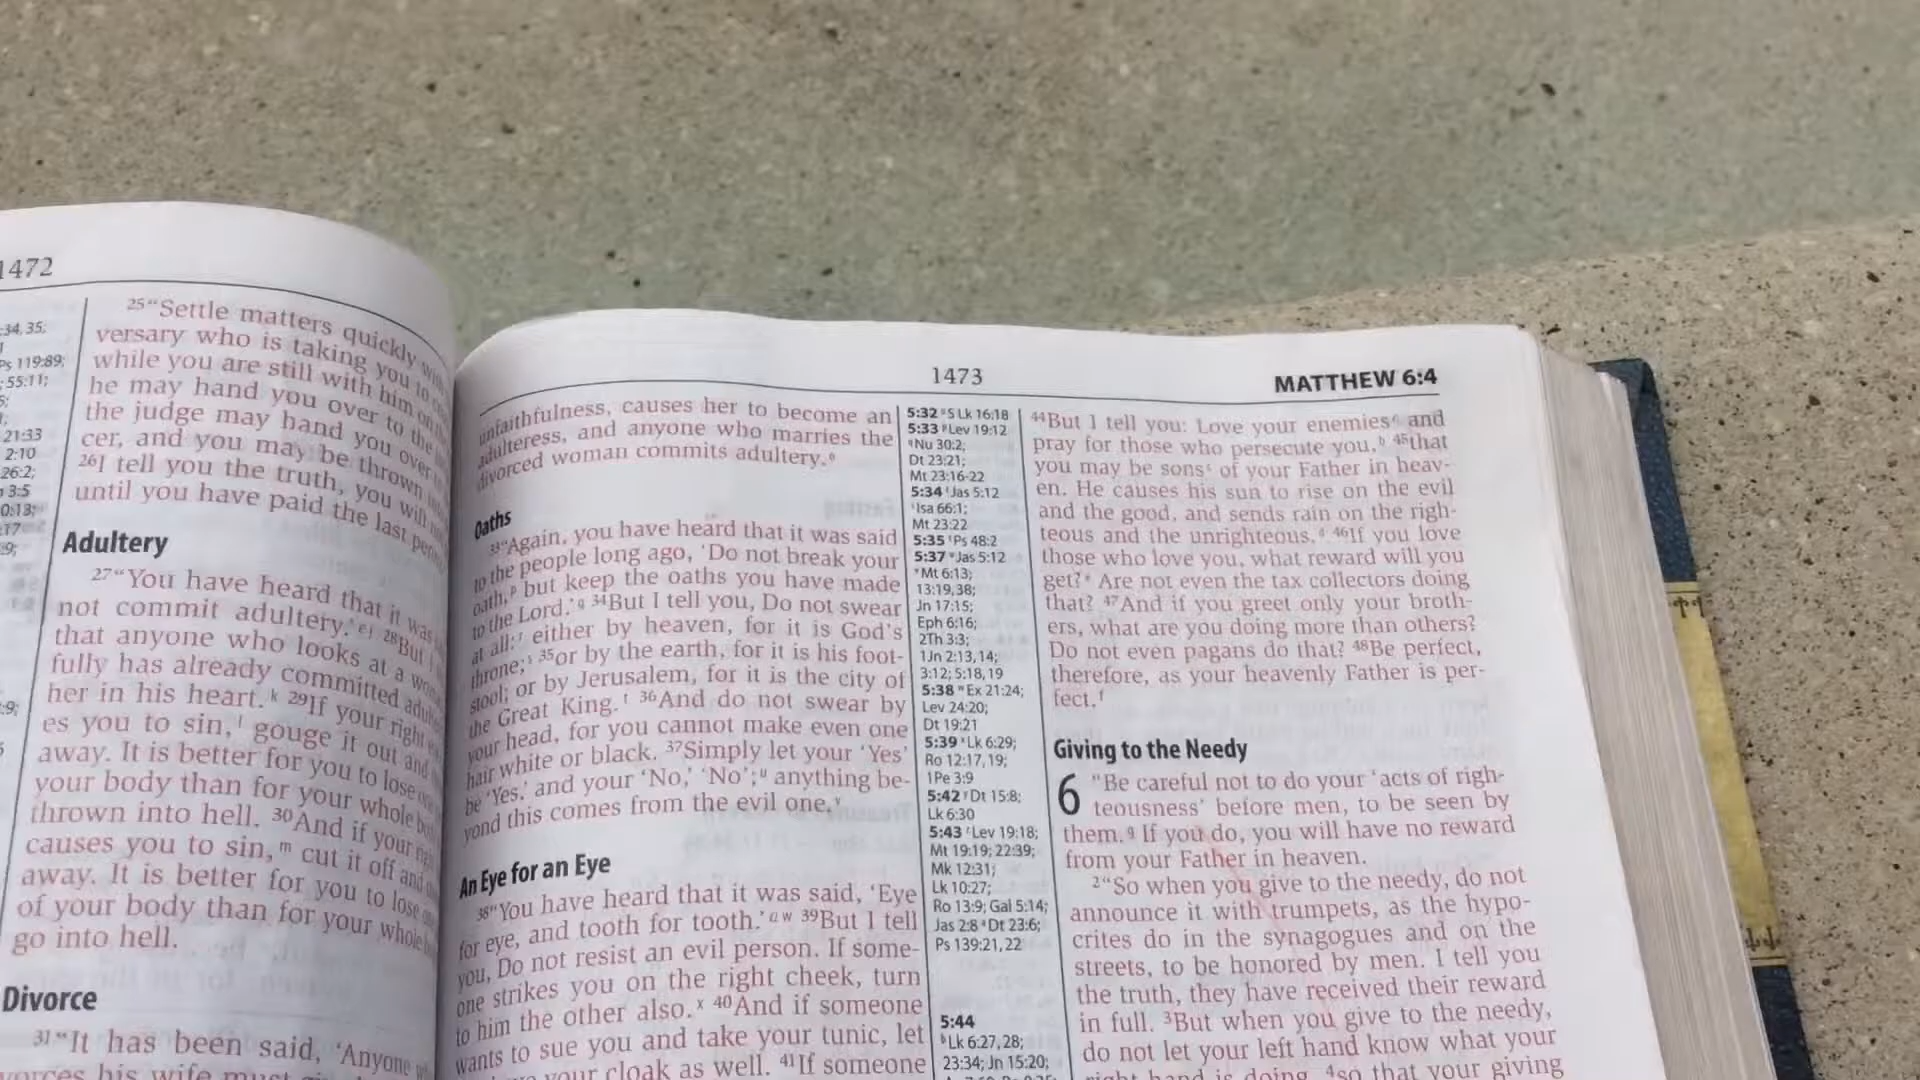 1472
:34, 35;
Ps 119:89;
; 55:11;
21:33
2:10
26:2;
3:5
0:13;
:17
:9;
:9;
25“Settle matters quickly
versary who is taking you to
while you are still with him on
he may hand you over to the
the judge may hand you over
cer, and you may be thrown
26I tell you the truth, you will
until you have paid the last
Adultery
27“You have heard that it was
not commit adultery.’ e f 28But I
that anyone who looks at a
fully has already committed
her in his heart. k 29If your right
es you to sin, l gouge it out and
away. It is better for you to lose
your body than for your whole
thrown into hell. 30And if your
causes you to sin, m cut it off and
away. It is better for you to lose
of your body than for your whole
go into hell.
Divorce
31“It has been said, ‘Anyone
his wife must
1473
MATTHEW 6:4
unfaithfulness, causes her to become an
adulteress, and anyone who marries the
divorced woman commits adultery. o
Oaths
33“Again, you have heard that it was said
to the people long ago, ‘Do not break your
oath, p but keep the oaths you have made
to the Lord.’ q 34But I tell you, Do not swear
at all: r either by heaven, for it is God’s
throne; s 35or by the earth, for it is his foot-
stool; or by Jerusalem, for it is the city of
the Great King. t 36And do not swear by
your head, for you cannot make even one
hair white or black. 37Simply let your ‘Yes’
be ‘Yes,’ and your ‘No,’ ‘No’; u anything be-
yond this comes from the evil one. v
An Eye for an Eye
38“You have heard that it was said, ‘Eye
for eye, and tooth for tooth.’ a w 39But I tell
you, Do not resist an evil person. If some-
one strikes you on the right cheek, turn
to him the other also. x 40And if someone
wants to sue you and take your tunic, let
your cloak as well. 41If someone
5:32 o S Lk 16:18
5:33 p Lev 19:12
q Nu 30:2;
Dt 23:21;
Mt 23:16-22
5:34 r Jas 5:12
s Isa 66:1;
Mt 23:22
5:35 t Ps 48:2
5:37 u Jas 5:12
v Mt 6:13;
13:19,38;
Jn 17:15;
Eph 6:16;
2Th 3:3;
1Jn 2:13,14;
3:12; 5:18,19
5:38 w Ex 21:24;
Lev 24:20;
Dt 19:21
5:39 x Lk 6:29;
Ro 12:17,19;
1Pe 3:9
5:42 y Dt 15:8;
Lk 6:30
5:43 z Lev 19:18;
Mt 19:19; 22:39;
Mk 12:31;
Lk 10:27;
Ro 13:9; Gal 5:14;
Jas 2:8 a Dt 23:6;
Ps 139:21,22
5:44
b Lk 6:27,28;
23:34; Jn 15:20;
44But I tell you: Love your enemies c and
pray for those who persecute you, b 45that
you may be sons c of your Father in heav-
en. He causes his sun to rise on the evil
and the good, and sends rain on the righ-
teous and the unrighteous. d 46If you love
those who love you, what reward will you
get? e Are not even the tax collectors doing
that? 47And if you greet only your broth-
ers, what are you doing more than others?
Do not even pagans do that? 48Be perfect,
therefore, as your heavenly Father is per-
fect. f
Giving to the Needy
6 “Be careful not to do your ‘acts of righ-
teousness’ before men, to be seen by
them. g If you do, you will have no reward
from your Father in heaven.
2“So when you give to the needy, do not
announce it with trumpets, as the hypo-
crites do in the synagogues and on the
streets, to be honored by men. I tell you
the truth, they have received their reward
in full. 3But when you give to the needy,
do not let your left hand know what your
right hand is doing, 4so that your giving